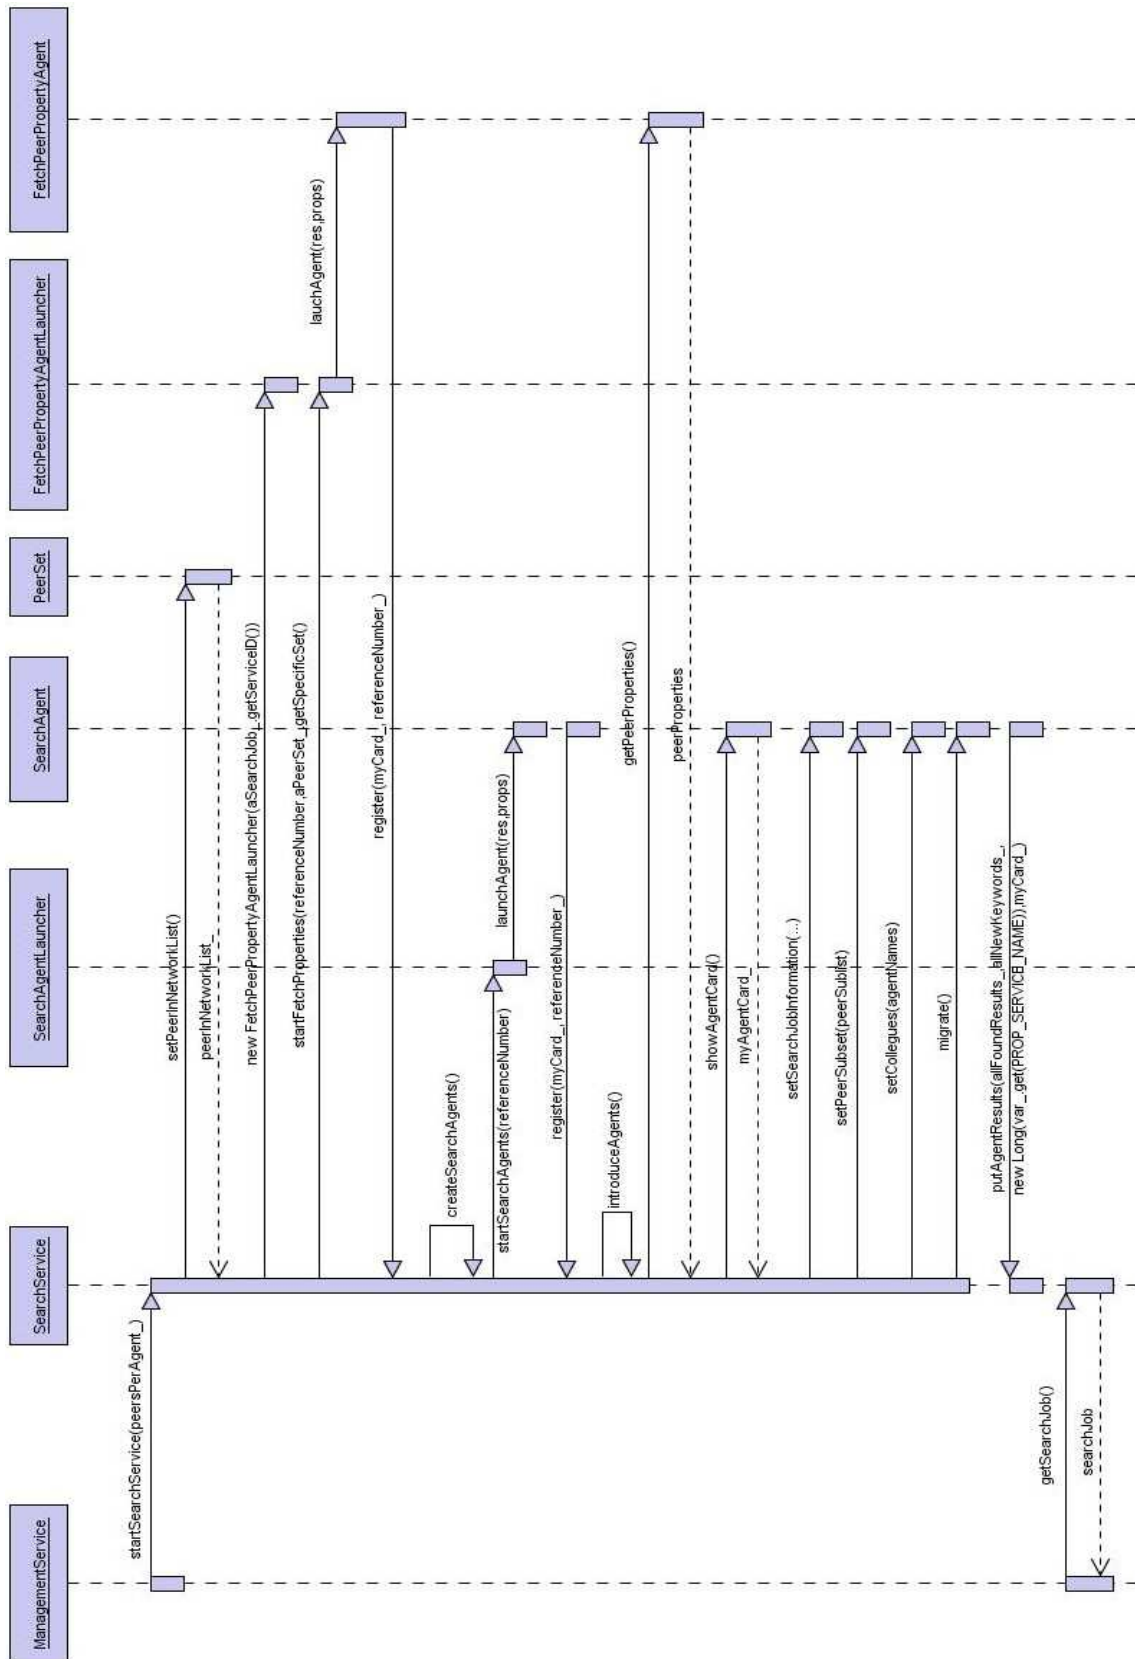 ManagementService
SearchService
SearchAgentLauncher
SearchAgent
PeerSet
FetchPeerPropertyAgentLauncher
FetchPeerPropertyAgent
startSearchService(peersPerAgent_)
setPeerInNetworkList()
peerInNetworkList_
new FetchPeerPropertyAgentLauncher(aSearchJob_.getServiceID())
startFetchProperties(referenceNumber,aPeerSet_.getSpecificSet()
lauchAgent(res,props)
register(myCard_, referenceNumber_)
createSearchAgents()
startSearchAgents(referenceNumber)
launchAgent(res,props)
register(myCard_, referenceNumber_)
introduceAgents()
getPeerProperties()
peerProperties
showAgentCard()
myAgentCard_
setSearchJobInformation(...)
setPeerSubset(peerSublist)
setCollegues(agentNames)
migrate()
putAgentResults(allFoundResults_,allNewKeywords_,
new Long(var_.get(PROP_SERVICE_NAME)),myCard_)
getSearchJob()
searchJob